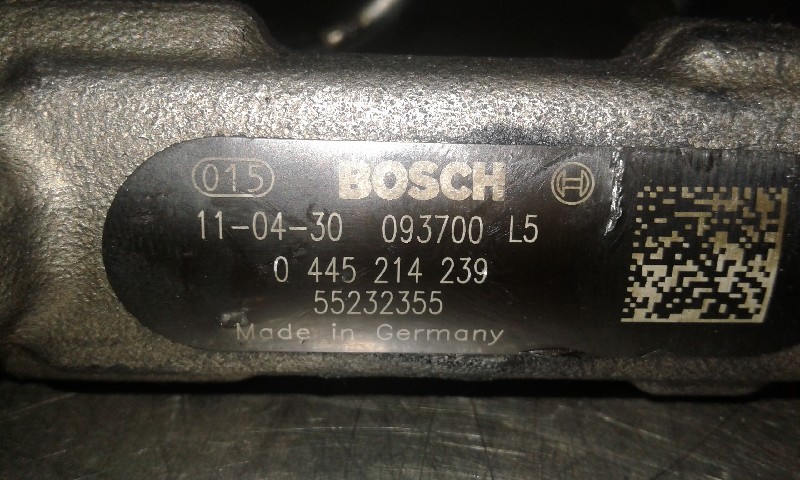 015 BOSCH
11-04-30 093700 L5
0 445 214 239
55232355
Made in Germany